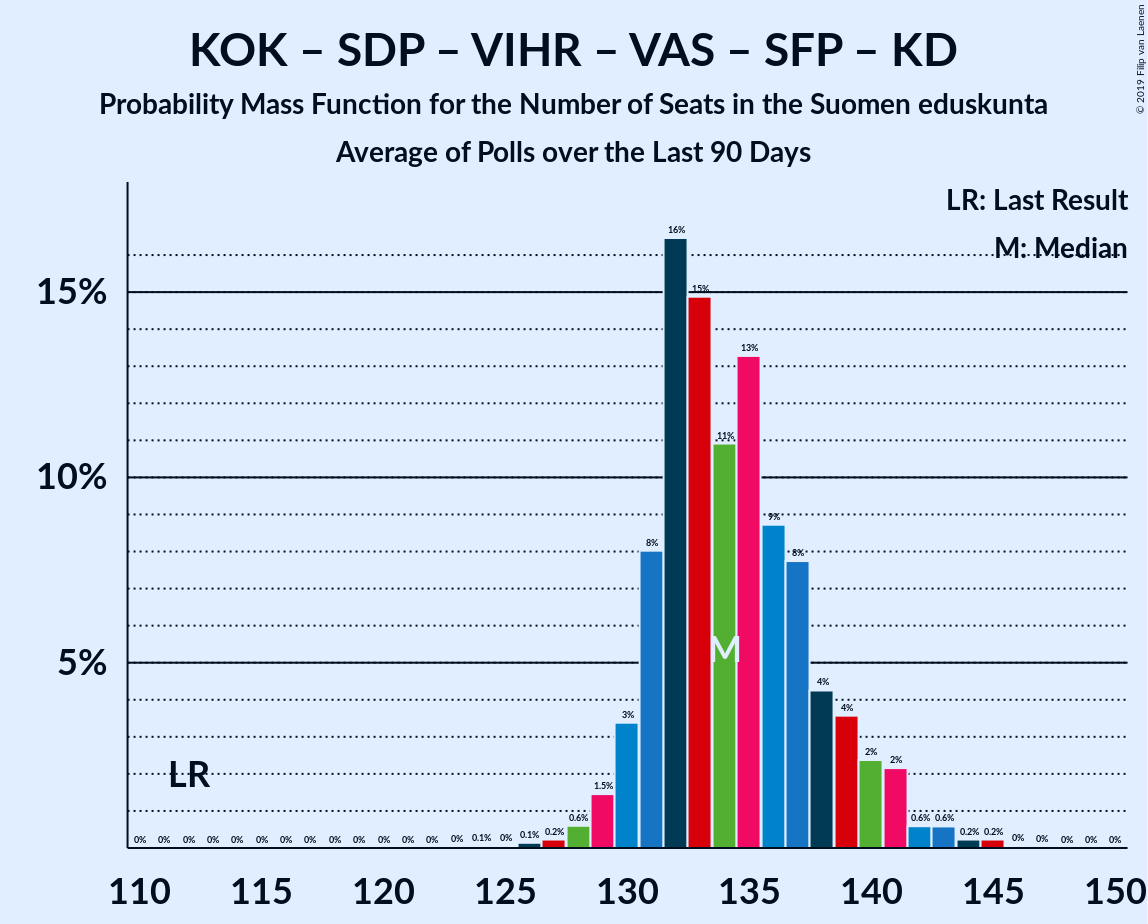 KOK – SDP – VIHR – VAS – SFP – KD
Probability Mass Function for the Number of Seats in the Suomen eduskunta
Average of Polls over the Last 90 Days
© 2019 Filip van Laenen
LR: Last Result
M: Median
15%
10%
5%
LR
M
0% 0% 0% 0% 0% 0% 0% 0% 0% 0% 0% 0% 0% 0% 0.1% 0% 0.1% 0.2% 0.6% 1.5% 3% 8% 16% 15% 11% 13% 9% 8% 4% 4% 2% 2% 0.6% 0.6% 0.2% 0.2% 0% 0% 0% 0% 0%
110 115 120 125 130 135 140 145 150